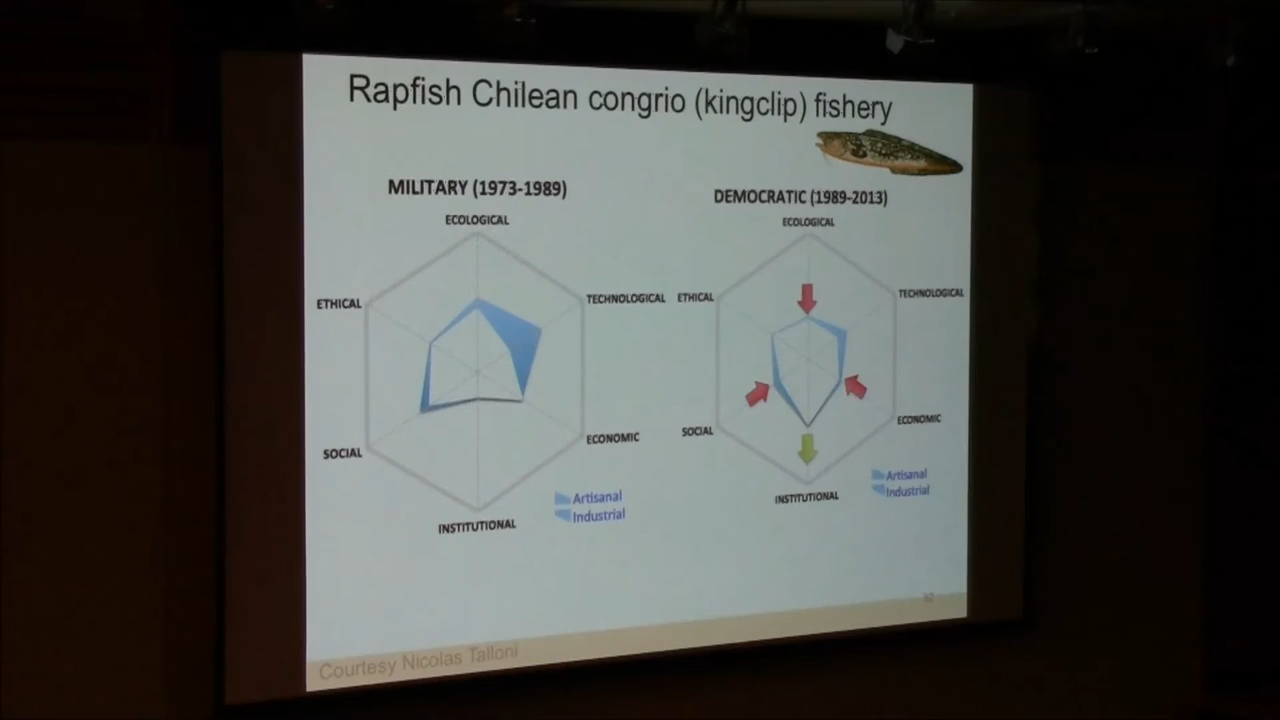 Rapfish Chilean congrio (kingclip) fishery
MILITARY (1973-1989)
ECOLOGICAL
ETHICAL
TECHNOLOGICAL
SOCIAL
ECONOMIC
INSTITUTIONAL
Artisanal
Industrial
DEMOCRATIC (1989-2013)
ECOLOGICAL
ETHICAL
TECHNOLOGICAL
SOCIAL
ECONOMIC
INSTITUTIONAL
Artisanal
Industrial
Courtesy Nicolas Talloni